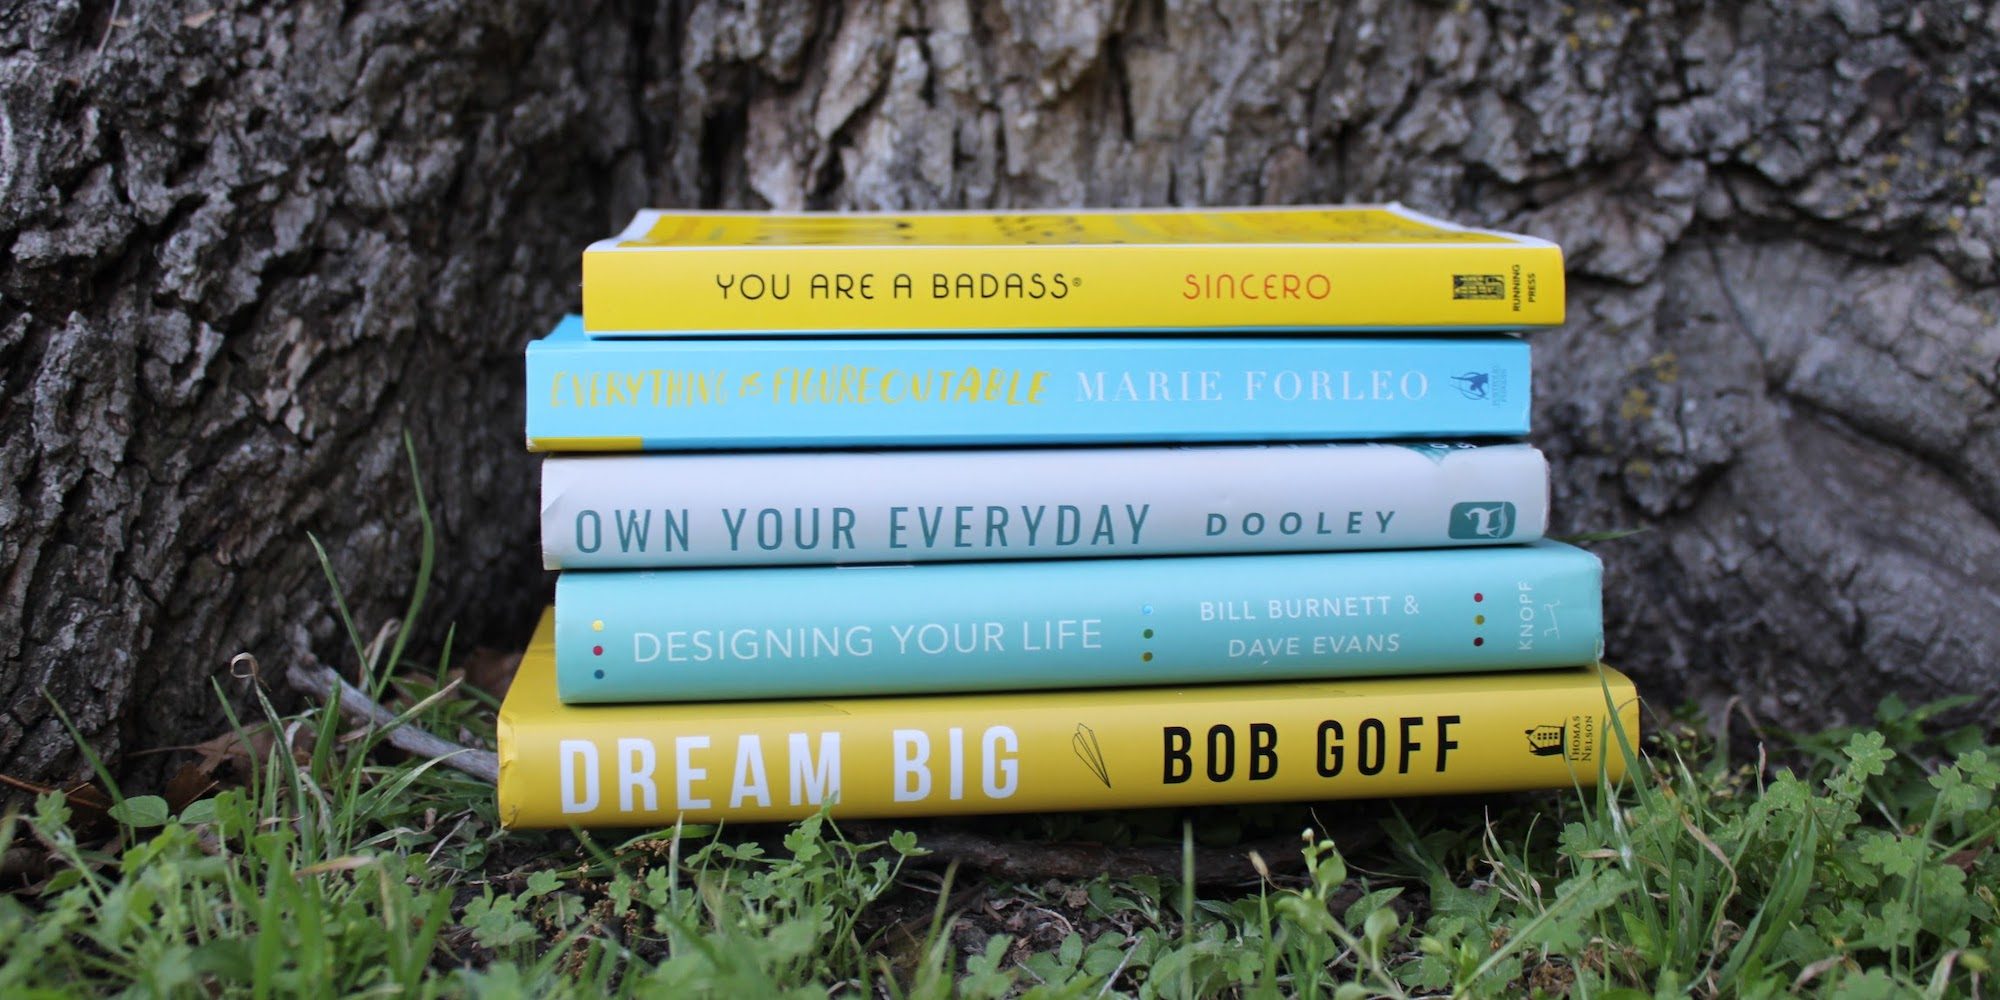 YOU ARE A BADASS® SINCERO RUNNING PRESS
EVERYTHING is FIGUREOUTABLE MARIE FORLEO
OWN YOUR EVERYDAY DOOLEY
DESIGNING YOUR LIFE BILL BURNETT & DAVE EVANS KNOPF
DREAM BIG BOB GOFF THOMAS NELSON